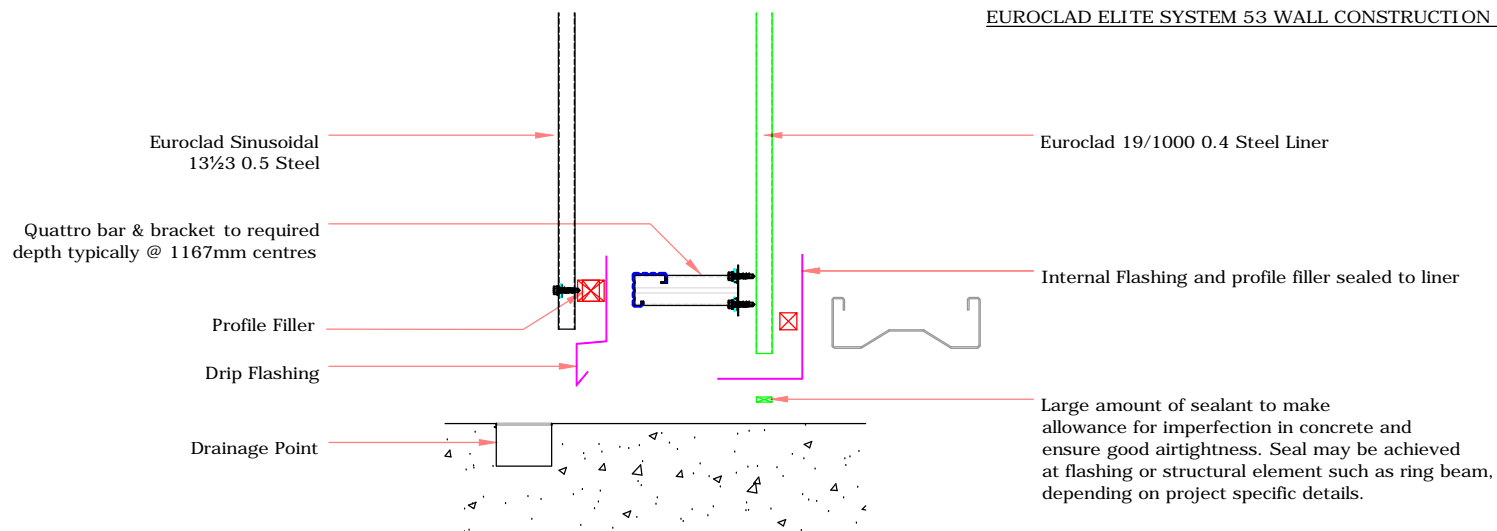 EUROCLAD ELITE SYSTEM 53 WALL CONSTRUCTION
Euroclad Sinusoidal
13½3 0.5 Steel
Quattro bar & bracket to required
depth typically @ 1167mm centres
Profile Filler
Drip Flashing
Drainage Point
Euroclad 19/1000 0.4 Steel Liner
Internal Flashing and profile filler sealed to liner
Large amount of sealant to make
allowance for imperfection in concrete and
ensure good airtightness. Seal may be achieved
at flashing or structural element such as ring beam,
depending on project specific details.